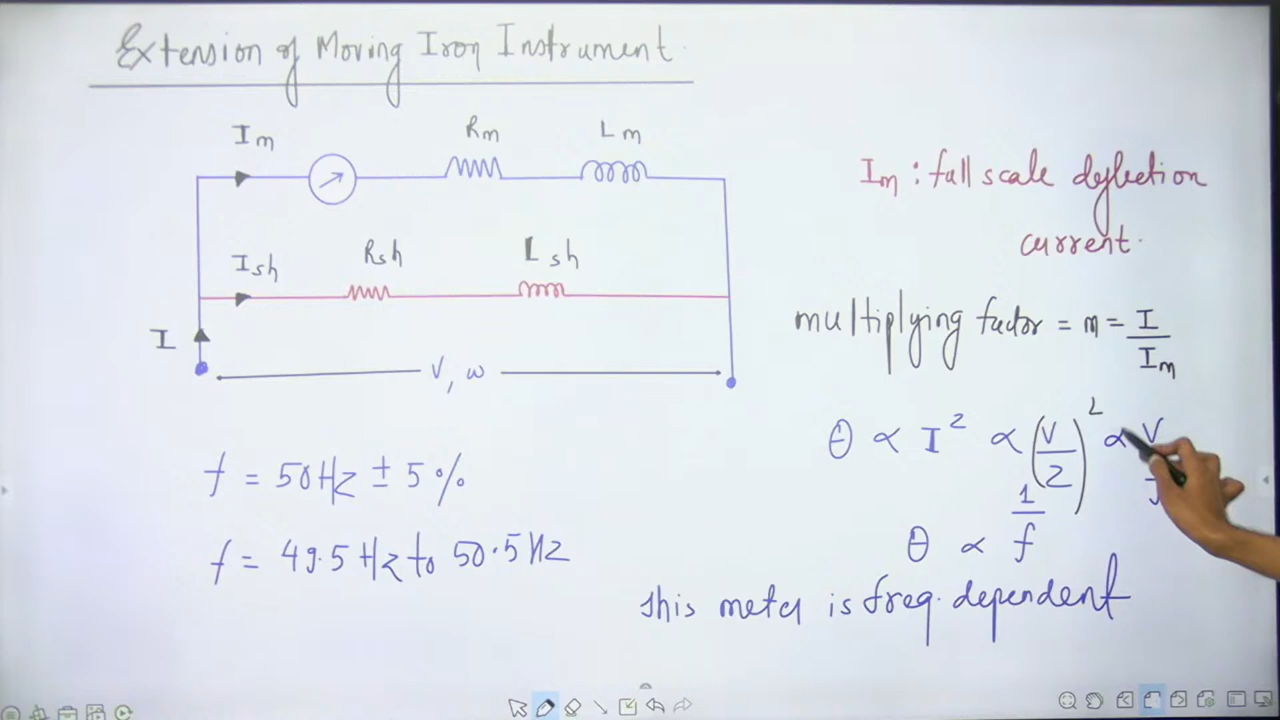 Extension of Moving Iron Instrument
Im
Rm
Lm
Ish
Rsh
Lsh
I
V, ω
Im : full scale deflection
current.
multiplying factor = m = I/Im
θ ∝ I² ∝ (V/2)² ∝ V
θ ∝ 1/f
f = 50Hz ± 5%
f = 49.5 Hz to 50.5 Hz
This meter is freq. dependent